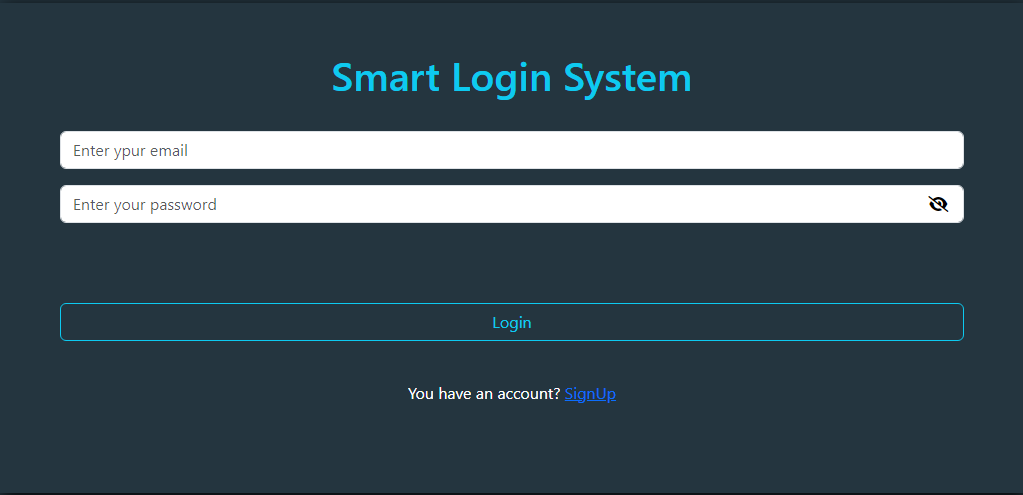 Smart Login System
Enter ypur email
Enter your password
Login
You have an account? SignUp